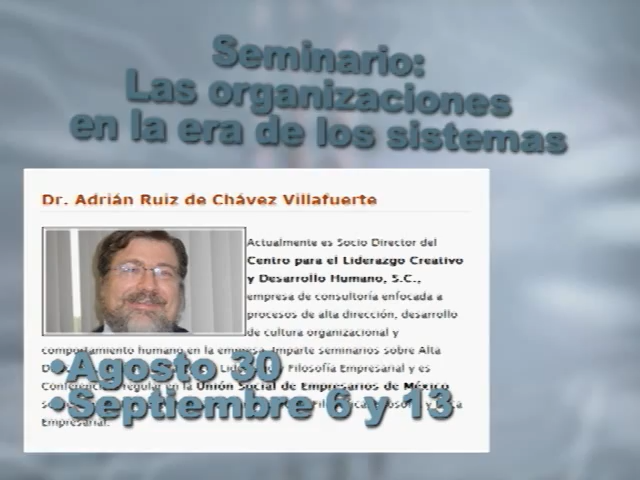 Seminario:
Las organizaciones
en la era de los sistemas
Dr. Adrián Ruiz de Chávez Villafuerte
Actualmente es Socio Director del
Centro para el Liderazgo Creativo
y Desarrollo Humano, S.C.,
empresa de consultoría enfocada a
procesos de alta dirección, desarrollo
de cultura organizacional y
comportamiento humano en la empresa. Imparte seminarios sobre Alta
•Agosto 30
y Filosofía Empresarial y es
regular en la Unión Social de Empresarios de México
•Septiembre 6 y 13
Empresarial.